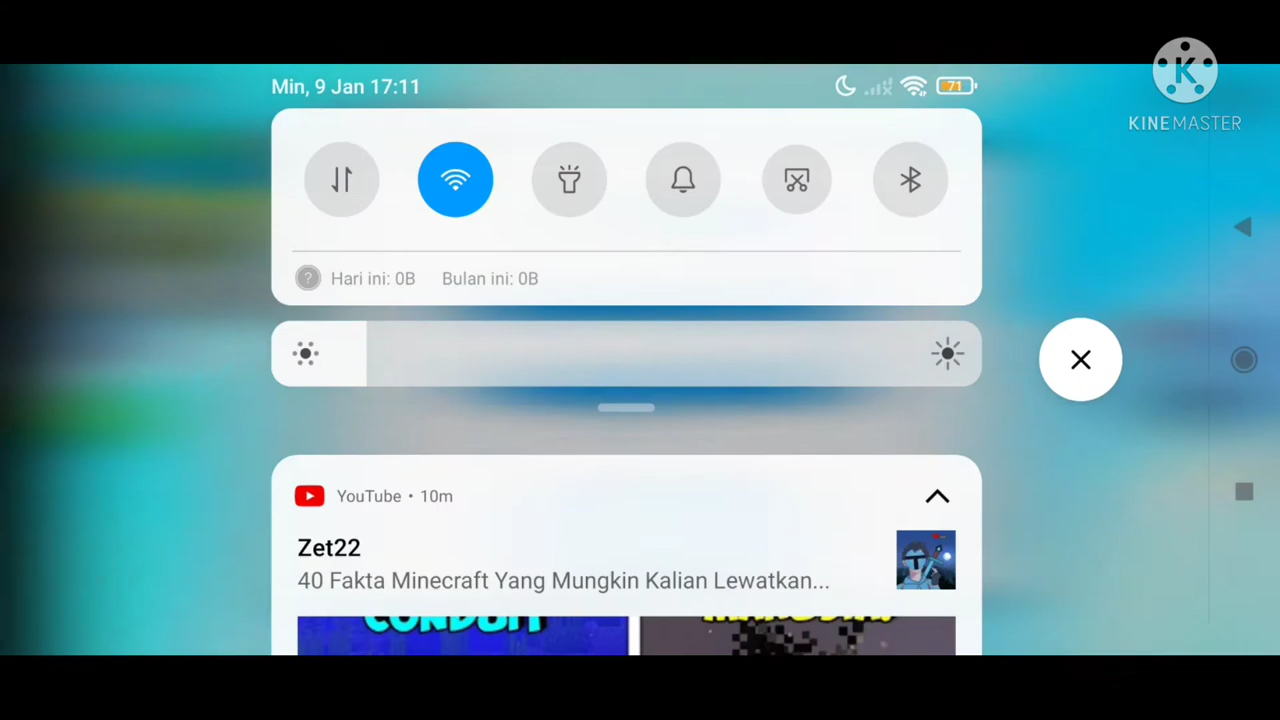 Min, 9 Jan 17:11
71
KINEMASTER
Hari ini: 0B Bulan ini: 0B
YouTube • 10m
Zet22
40 Fakta Minecraft Yang Mungkin Kalian Lewatkan...
CONDUIT